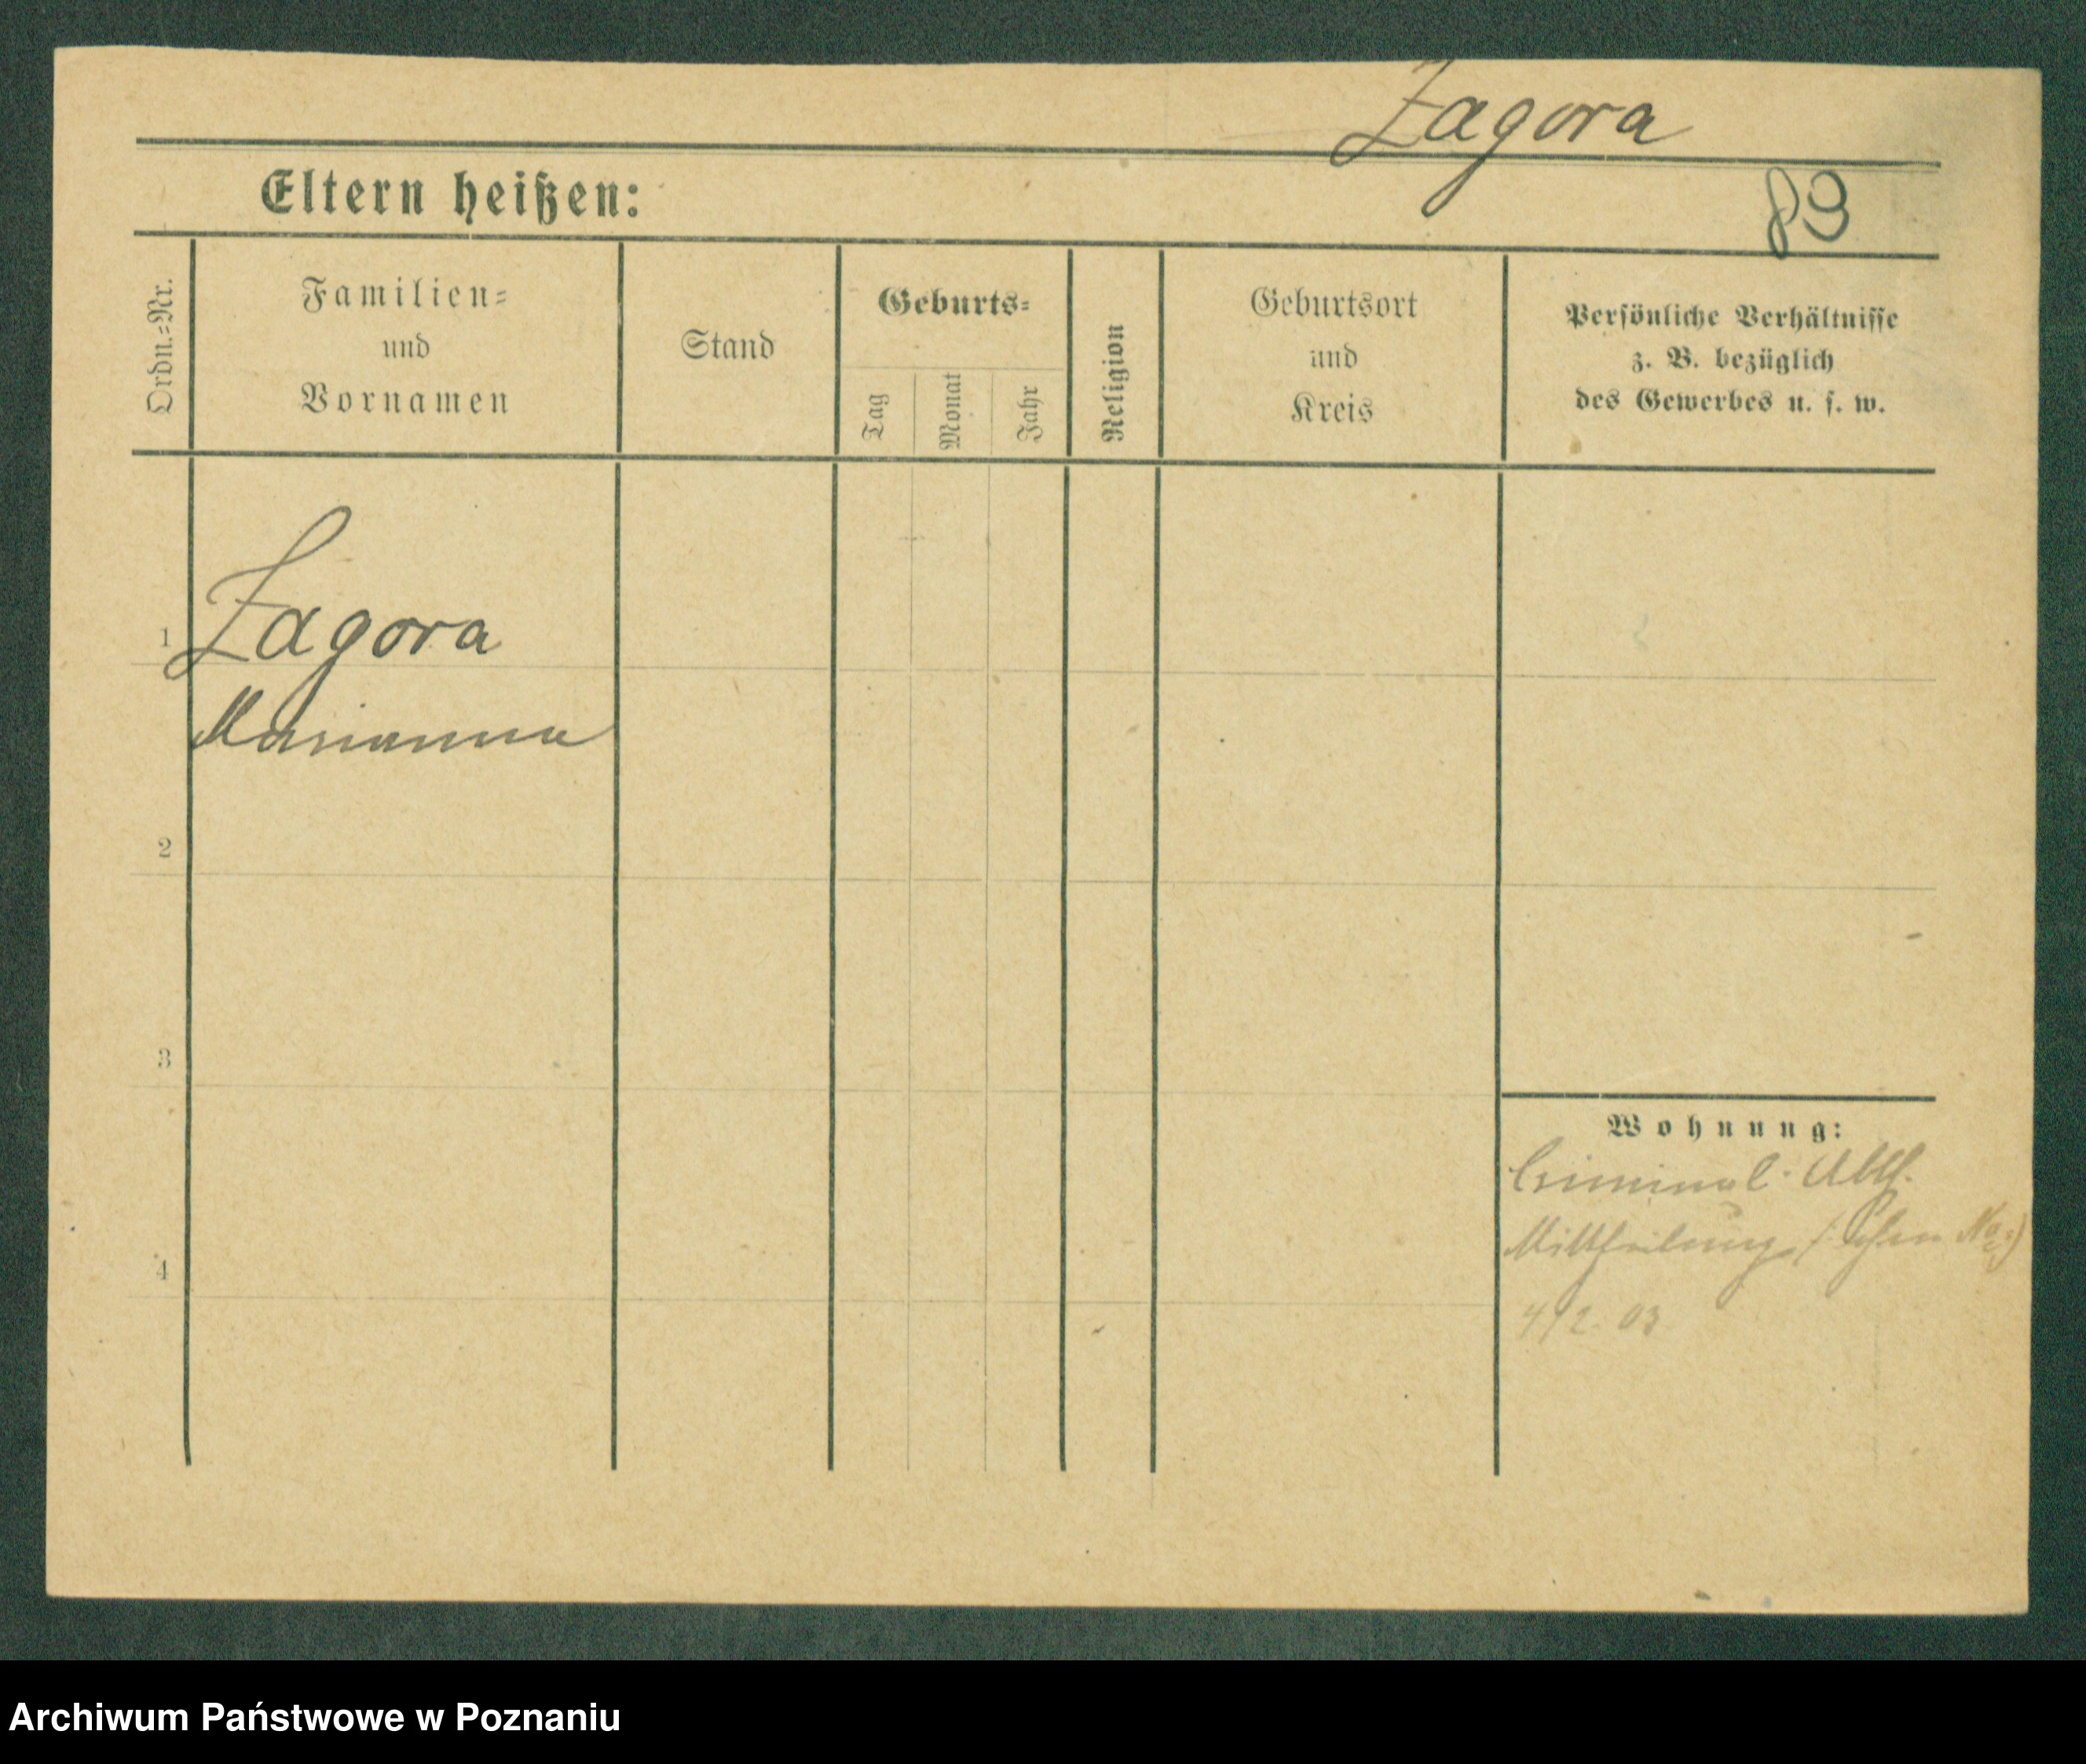 Zagora
Eltern heißen:
89
Ordn.=Nr.
Familien=
und
Vornamen
Stand
Geburts=
Tag
Monat
Jahr
Religion
Geburtsort
und
Kreis
Persönliche Verhältnisse
z. B. bezüglich
des Gewerbes u. s. w.
1
Zagora
Marianna
2
3
4
Wohnung:
Criminal. Abth.
Mittheilung
4/2. 03
Archiwum Państwowe w Poznaniu